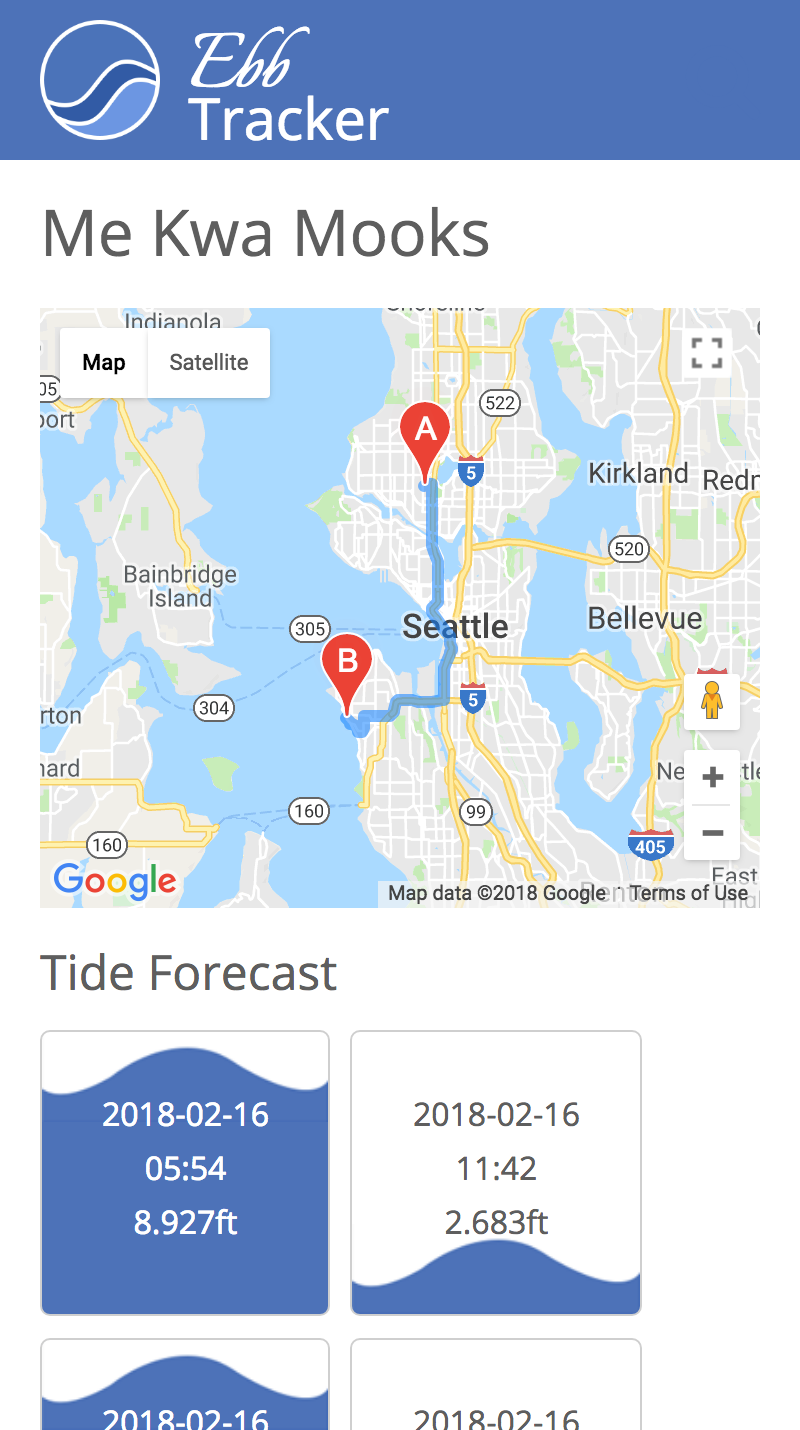 Ebb
Tracker
Me Kwa Mooks
Indianola
Map
Satellite
05
port
522
A
5
Kirkland
Redr
520
Bainbridge
Island
305
Seattle
Bellevue
B
304
5
rton
nard
Ne
tle
160
99
160
405
East
Google
Map data ©2018 Google
Terms of Use
Tide Forecast
2018-02-16
05:54
8.927ft
2018-02-16
11:42
2.683ft
2018-02-16
2018-02-16